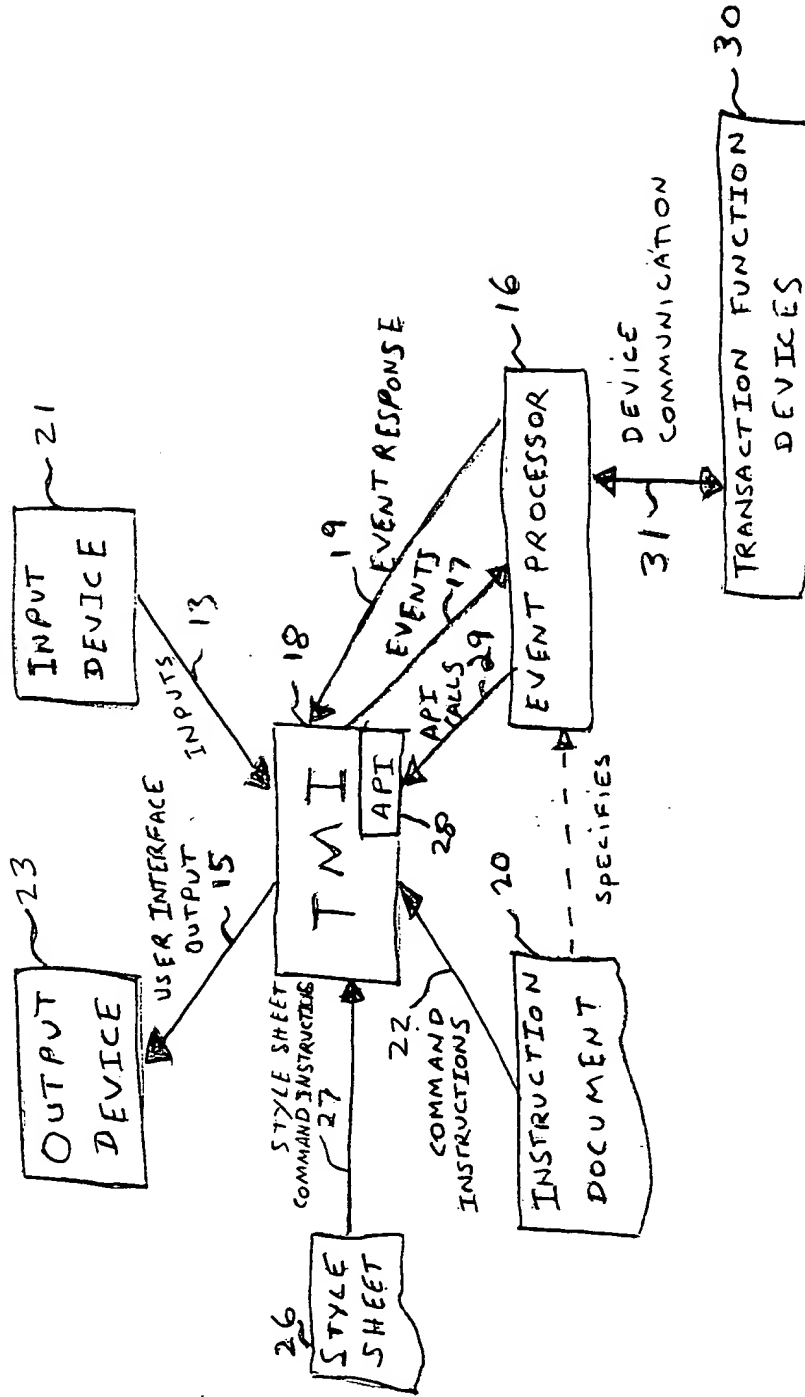 OUTPUT
DEVICE
23
INPUT
DEVICE
21
USER INTERFACE
OUTPUT
15
INPUTS
13
STYLE
SHEET
26
STYLE SHEET
COMMAND INSTRUCTIONS
27
TMI
18
API
28
19
EVENT RESPONSE
EVENTS
17
API
CALLS
29
22
COMMAND
INSTRUCTIONS
INSTRUCTION
DOCUMENT
20
SPECIFIES
EVENT PROCESSOR
16
31
DEVICE
COMMUNICATION
TRANSACTION FUNCTION
DEVICES
30